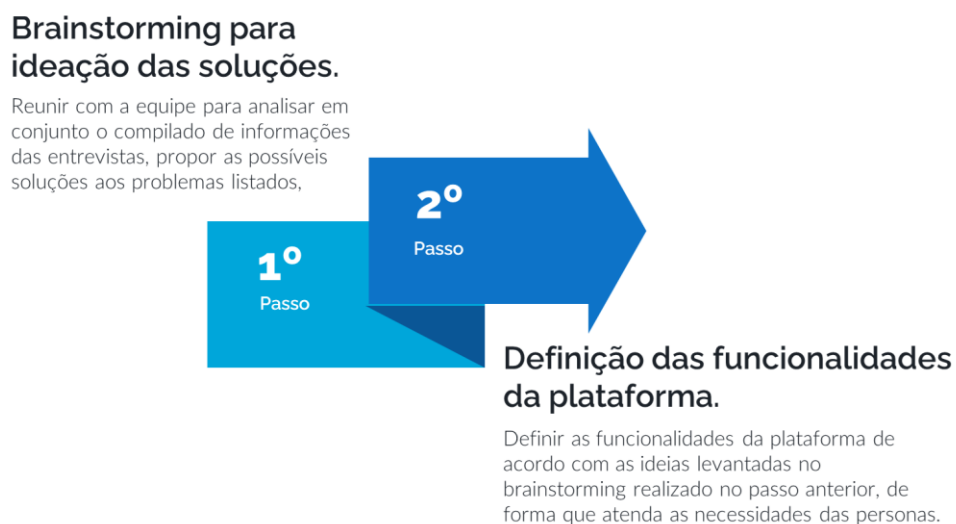 Brainstorming para
ideação das soluções.
Reunir com a equipe para analisar em
conjunto o compilado de informações
das entrevistas, propor as possíveis
soluções aos problemas listados,
1º
Passo
2º
Passo
Definição das funcionalidades
da plataforma.
Definir as funcionalidades da plataforma de
acordo com as ideias levantadas no
brainstorming realizado no passo anterior, de
forma que atenda as necessidades das personas.